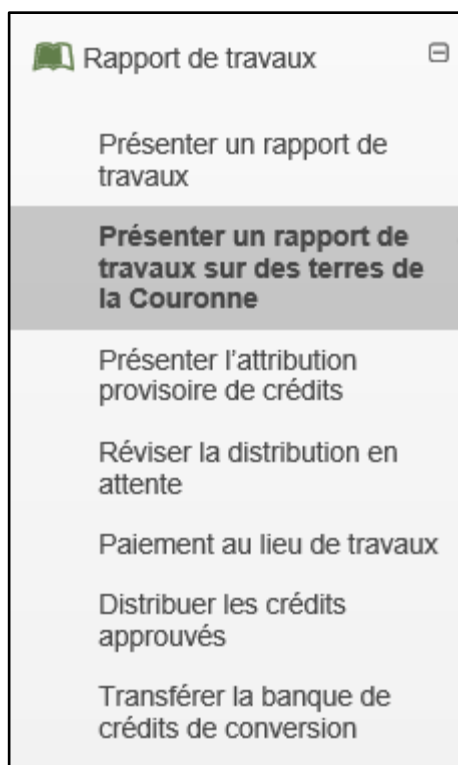 Rapport de travaux
Présenter un rapport de
travaux
Présenter un rapport de
travaux sur des terres de
la Couronne
Présenter l'attribution
provisoire de crédits
Réviser la distribution en
attente
Paiement au lieu de travaux
Distribuer les crédits
approuvés
Transférer la banque de
crédits de conversion